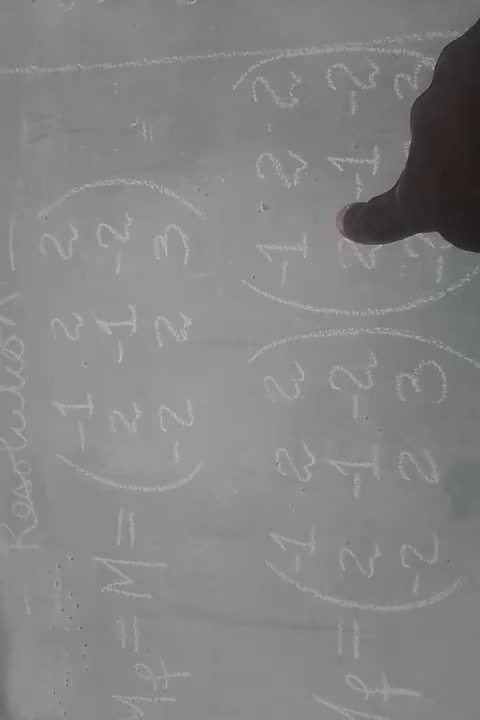 Resolution
Mf = M = (-1 2 2
2 -1 -2
-2 2 3) =
(-1 2 2
2 -1 -2
-2 2 3) (-1 2 2
2 -1 -2